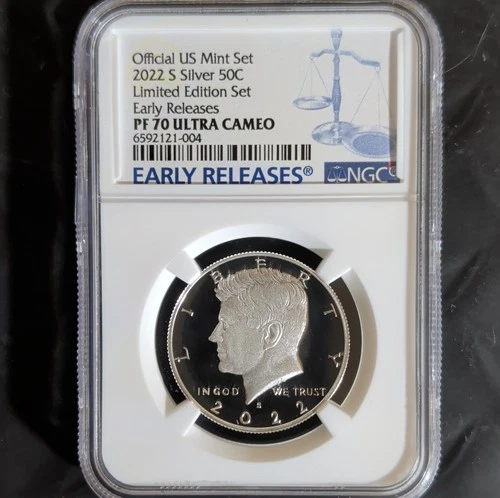 Official US Mint Set
2022 S Silver 50C
Limited Edition Set
Early Releases
PF 70 ULTRA CAMEO
6592121-004
EARLY RELEASES®
NGC
LIBERTY
IN GOD WE TRUST
S
2022